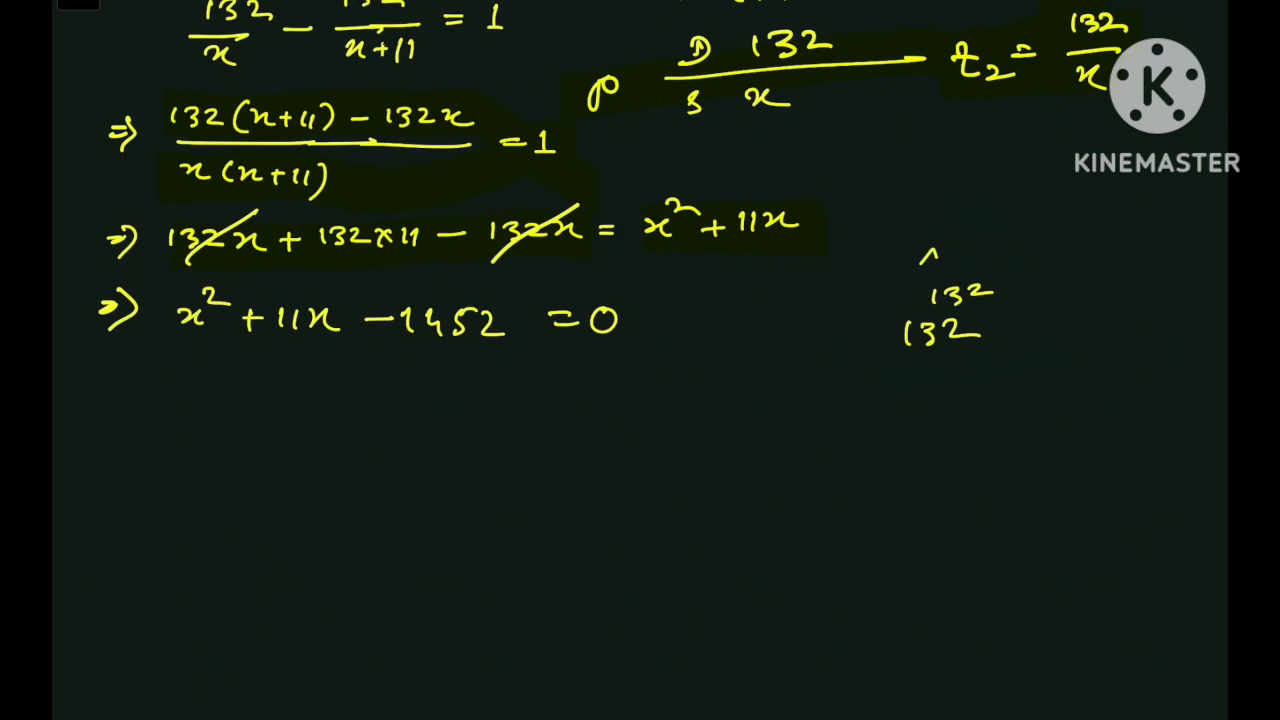 132/x − 132/(x+11) = 1
P D 132 / S x → t₂ = 132/x
KINEMASTER
⇒ (132(x+11) − 132x) / (x(x+11)) = 1
⇒ 132x + 132×11 − 132x = x² + 11x
⇒ x² + 11x − 1452 = 0
^
132
132